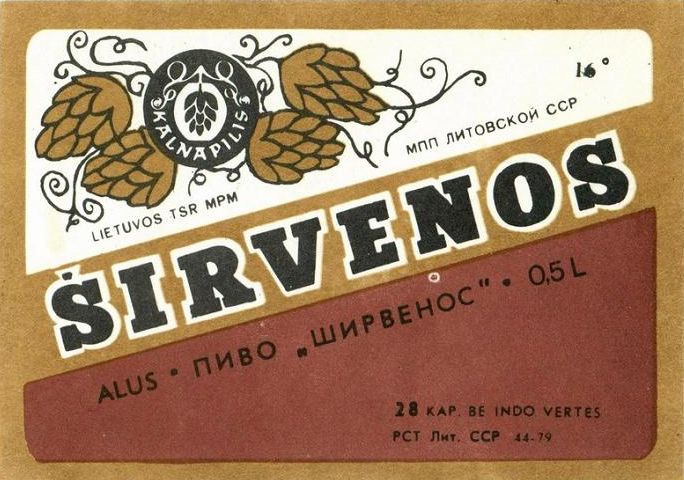 KALNAPILIS
16°
LIETUVOS TSR MPM
МПП ЛИТОВСКОЙ ССР
ŠIRVENOS
ALUS • ПИВО „ШИРВЕНОС" • 0,5 L
28 KAP. BE INDO VERTĖS
РСТ Лит. ССР 44-79